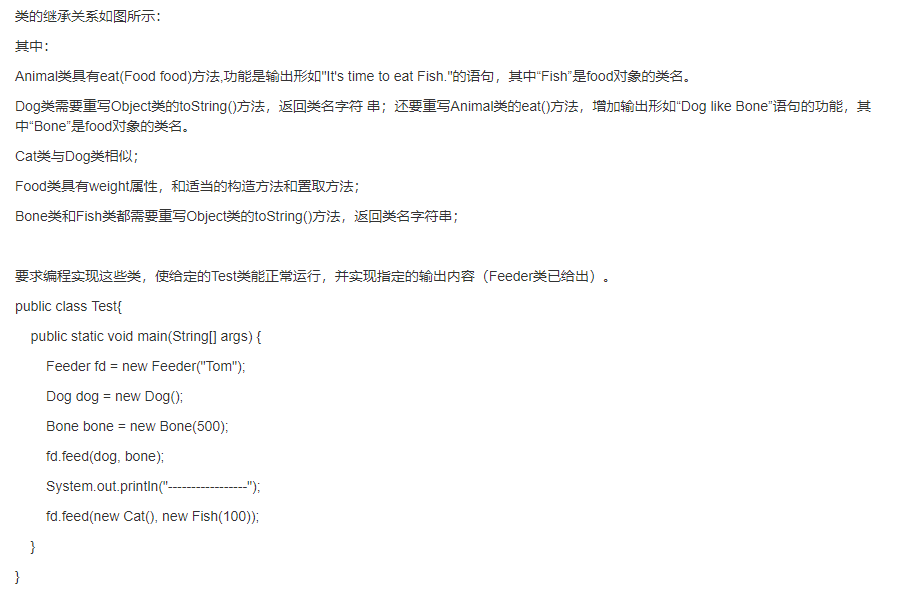 类的继承关系如图所示：
其中：
Animal类具有eat(Food food)方法,功能是输出形如"It's time to eat Fish."的语句，其中“Fish”是food对象的类名。
Dog类需要重写Object类的toString()方法，返回类名字符 串；还要重写Animal类的eat()方法，增加输出形如“Dog like Bone”语句的功能，其
中“Bone”是food对象的类名。
Cat类与Dog类相似；
Food类具有weight属性，和适当的构造方法和置取方法；
Bone类和Fish类都需要重写Object类的toString()方法，返回类名字符串；
要求编程实现这些类，使给定的Test类能正常运行，并实现指定的输出内容（Feeder类已给出）。
public class Test{
    public static void main(String[] args) {
        Feeder fd = new Feeder("Tom");
        Dog dog = new Dog();
        Bone bone = new Bone(500);
        fd.feed(dog, bone);
        System.out.println("-----------------");
        fd.feed(new Cat(), new Fish(100));
    }
}